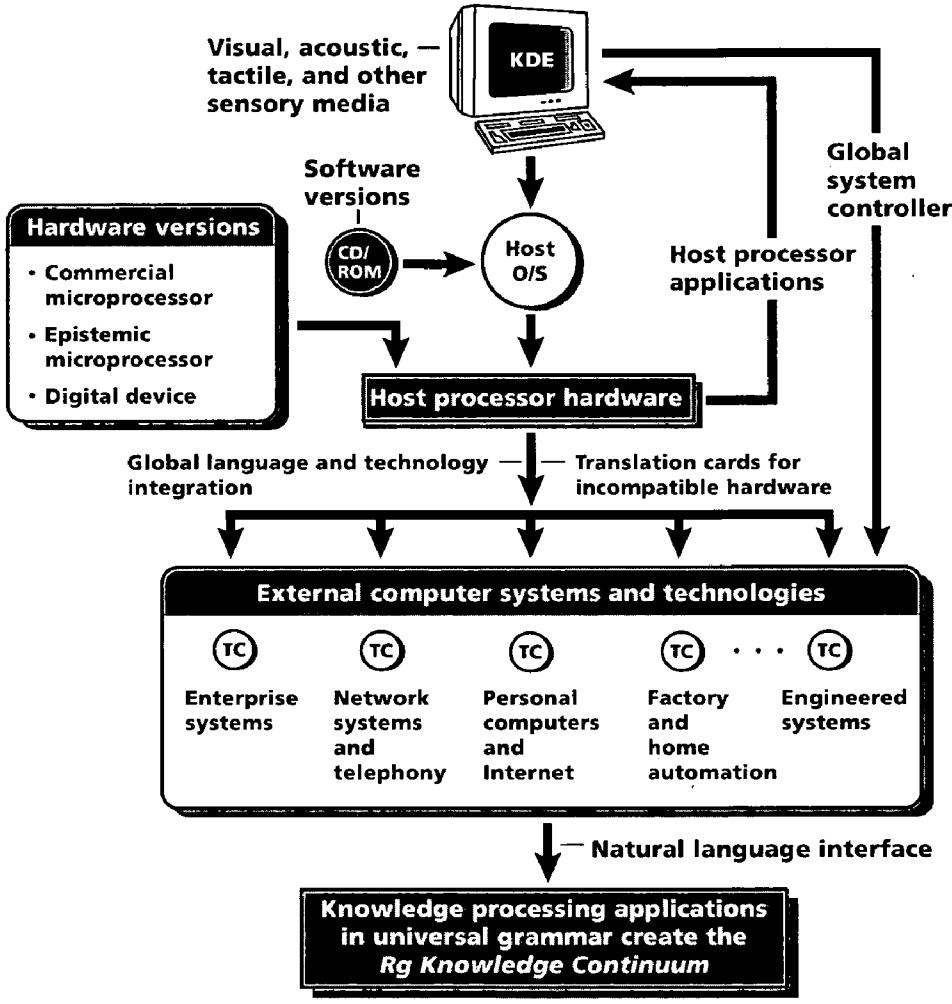 Visual, acoustic,
tactile, and other
sensory media
KDE
Global
system
controller
Software
versions
CD/
ROM
Host
O/S
Host processor
applications
Hardware versions
• Commercial
microprocessor
• Epistemic
microprocessor
• Digital device
Host processor hardware
Global language and technology
integration
Translation cards for
incompatible hardware
External computer systems and technologies
TC
TC
TC
TC
. . .
TC
Enterprise
systems
Network
systems
and
telephony
Personal
computers
and
Internet
Factory
and
home
automation
Engineered
systems
Natural language interface
Knowledge processing applications
in universal grammar create the
Rg Knowledge Continuum